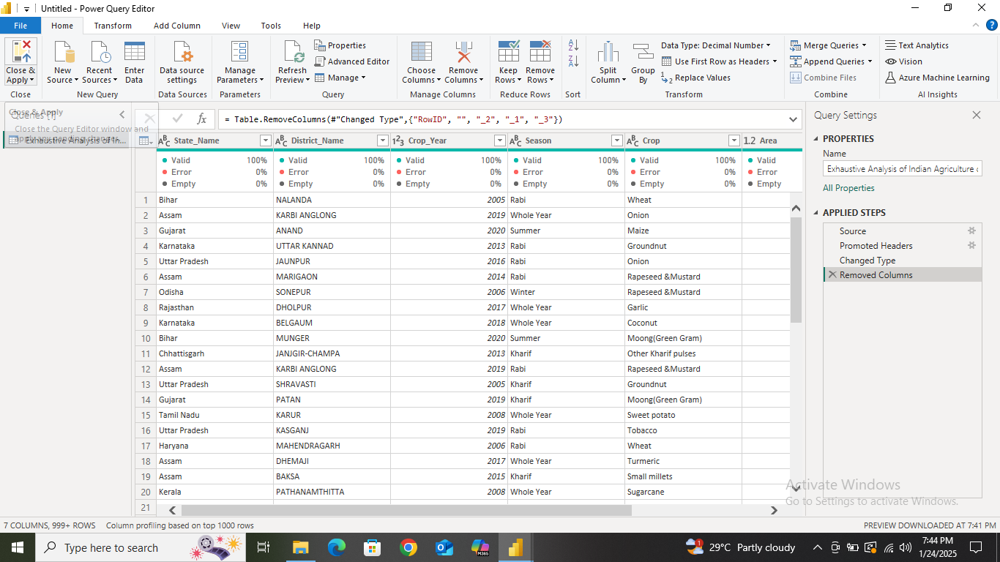 Untitled - Power Query Editor
File Home Transform Add Column View Tools Help
Close & Apply
New Source
Recent Sources
Enter Data
Data source settings
Manage Parameters
Refresh Preview
Properties
Advanced Editor
Manage
Choose Columns
Remove Columns
Keep Rows
Remove Rows
Split Column
Group By
Data Type: Decimal Number
Use First Row as Headers
Replace Values
Merge Queries
Append Queries
Combine Files
Text Analytics
Vision
Azure Machine Learning
Close New Query Data Sources Parameters Query Manage Columns Reduce Rows Sort Transform Combine AI Insights
Close & Apply
Close the Query Editor window and
apply any pending changes.
Queries [1]
Exhaustive Analysis of In...
fx = Table.RemoveColumns(#"Changed Type",{"RowID", "", "_2", "_1", "_3"})
State_Name District_Name Crop_Year Season Crop 1.2 Area
Valid 100% Valid 100% Valid 100% Valid 100% Valid 100% Valid
Error 0% Error 0% Error 0% Error 0% Error 0% Error
Empty 0% Empty 0% Empty 0% Empty 0% Empty 0% Empty
1 Bihar NALANDA 2005 Rabi Wheat
2 Assam KARBI ANGLONG 2019 Whole Year Onion
3 Gujarat ANAND 2020 Summer Maize
4 Karnataka UTTAR KANNAD 2013 Rabi Groundnut
5 Uttar Pradesh JAUNPUR 2016 Rabi Onion
6 Assam MARIGAON 2014 Rabi Rapeseed &Mustard
7 Odisha SONEPUR 2006 Winter Rapeseed &Mustard
8 Rajasthan DHOLPUR 2017 Whole Year Garlic
9 Karnataka BELGAUM 2018 Whole Year Coconut
10 Bihar MUNGER 2020 Summer Moong(Green Gram)
11 Chhattisgarh JANJGIR-CHAMPA 2013 Kharif Other Kharif pulses
12 Assam KARBI ANGLONG 2019 Rabi Rapeseed &Mustard
13 Uttar Pradesh SHRAVASTI 2005 Kharif Groundnut
14 Gujarat PATAN 2019 Kharif Moong(Green Gram)
15 Tamil Nadu KARUR 2008 Whole Year Sweet potato
16 Uttar Pradesh KASGANJ 2019 Rabi Tobacco
17 Haryana MAHENDRAGARH 2006 Rabi Wheat
18 Assam DHEMAJI 2017 Whole Year Turmeric
19 Assam BAKSA 2015 Kharif Small millets
20 Kerala PATHANAMTHITTA 2008 Whole Year Sugarcane
21
Query Settings
PROPERTIES
Name
Exhaustive Analysis of Indian Agriculture
All Properties
APPLIED STEPS
Source
Promoted Headers
Changed Type
Removed Columns
Activate Windows
Go to Settings to activate Windows.
7 COLUMNS, 999+ ROWS Column profiling based on top 1000 rows PREVIEW DOWNLOADED AT 7:41 PM
Type here to search
M365
1
29°C Partly cloudy
7:44 PM
1/24/2025